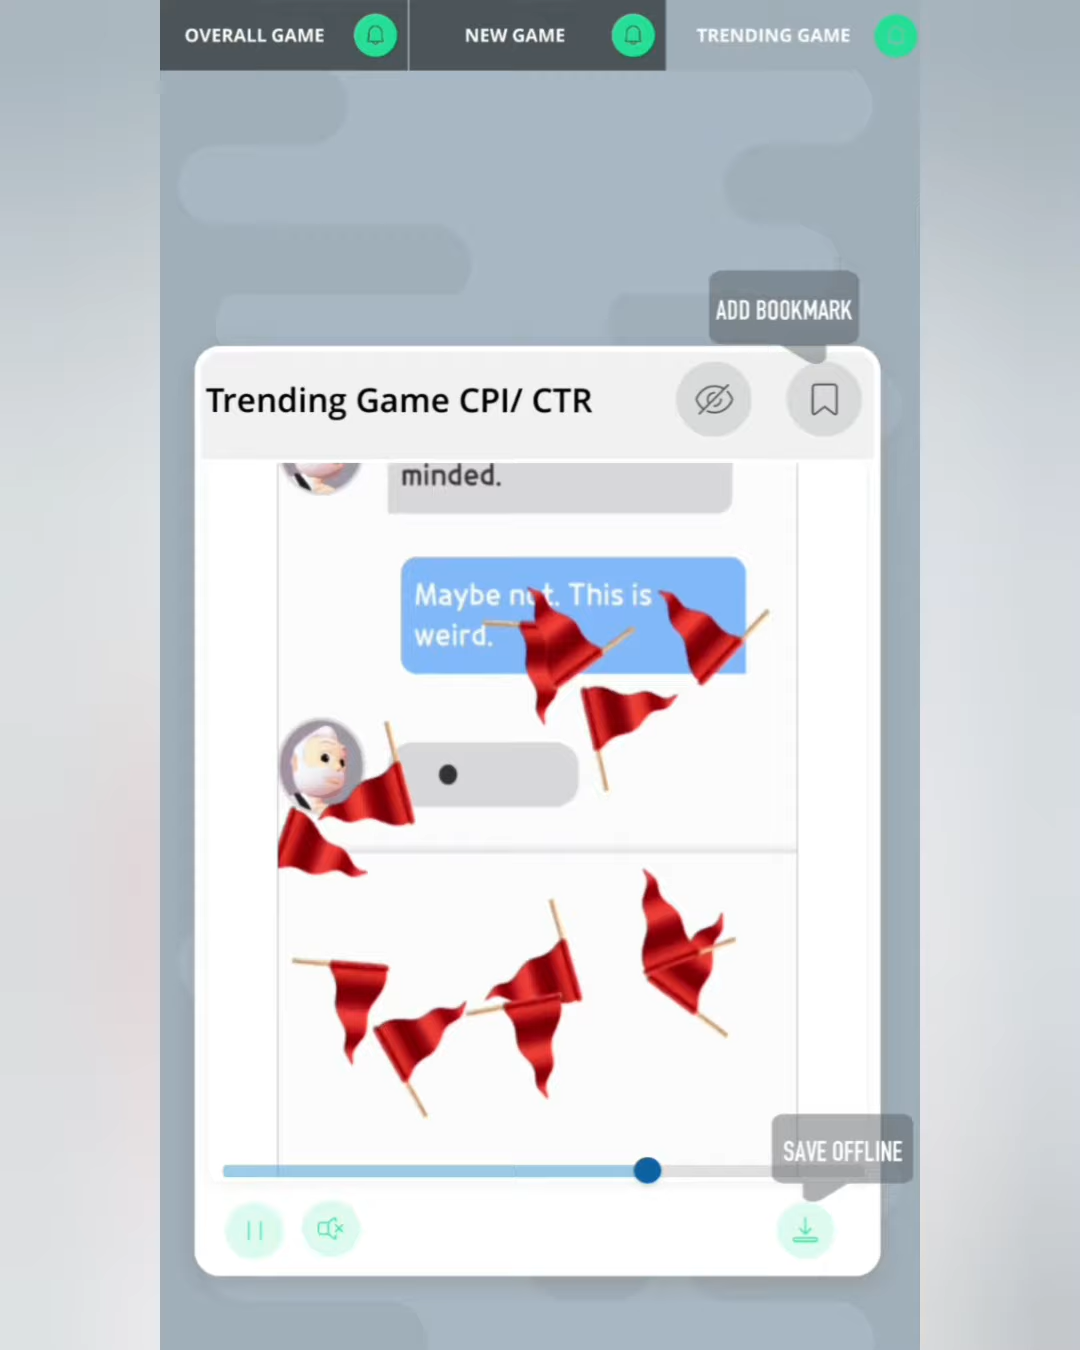 OVERALL GAME
NEW GAME
TRENDING GAME
ADD BOOKMARK
Trending Game CPI/ CTR
minded.
Maybe not. This is
weird.
SAVE OFFLINE